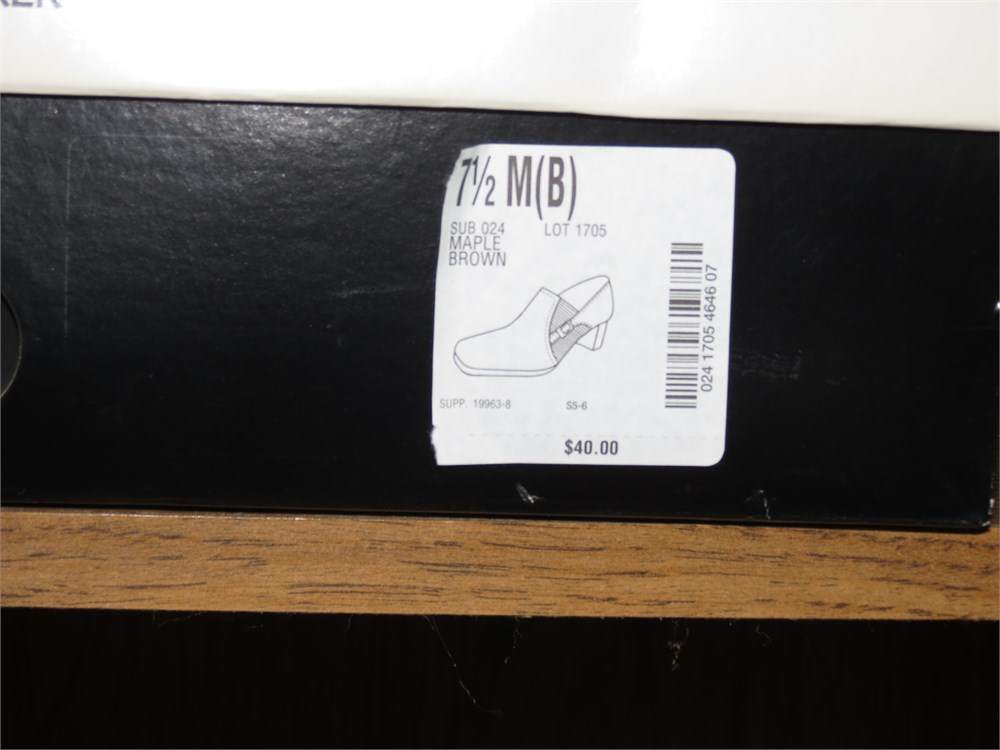 7½ M(B)
SUB 024 LOT 1705
MAPLE
BROWN
024 1705 4646 07
SUPP. 19963-8 S5-6
$40.00